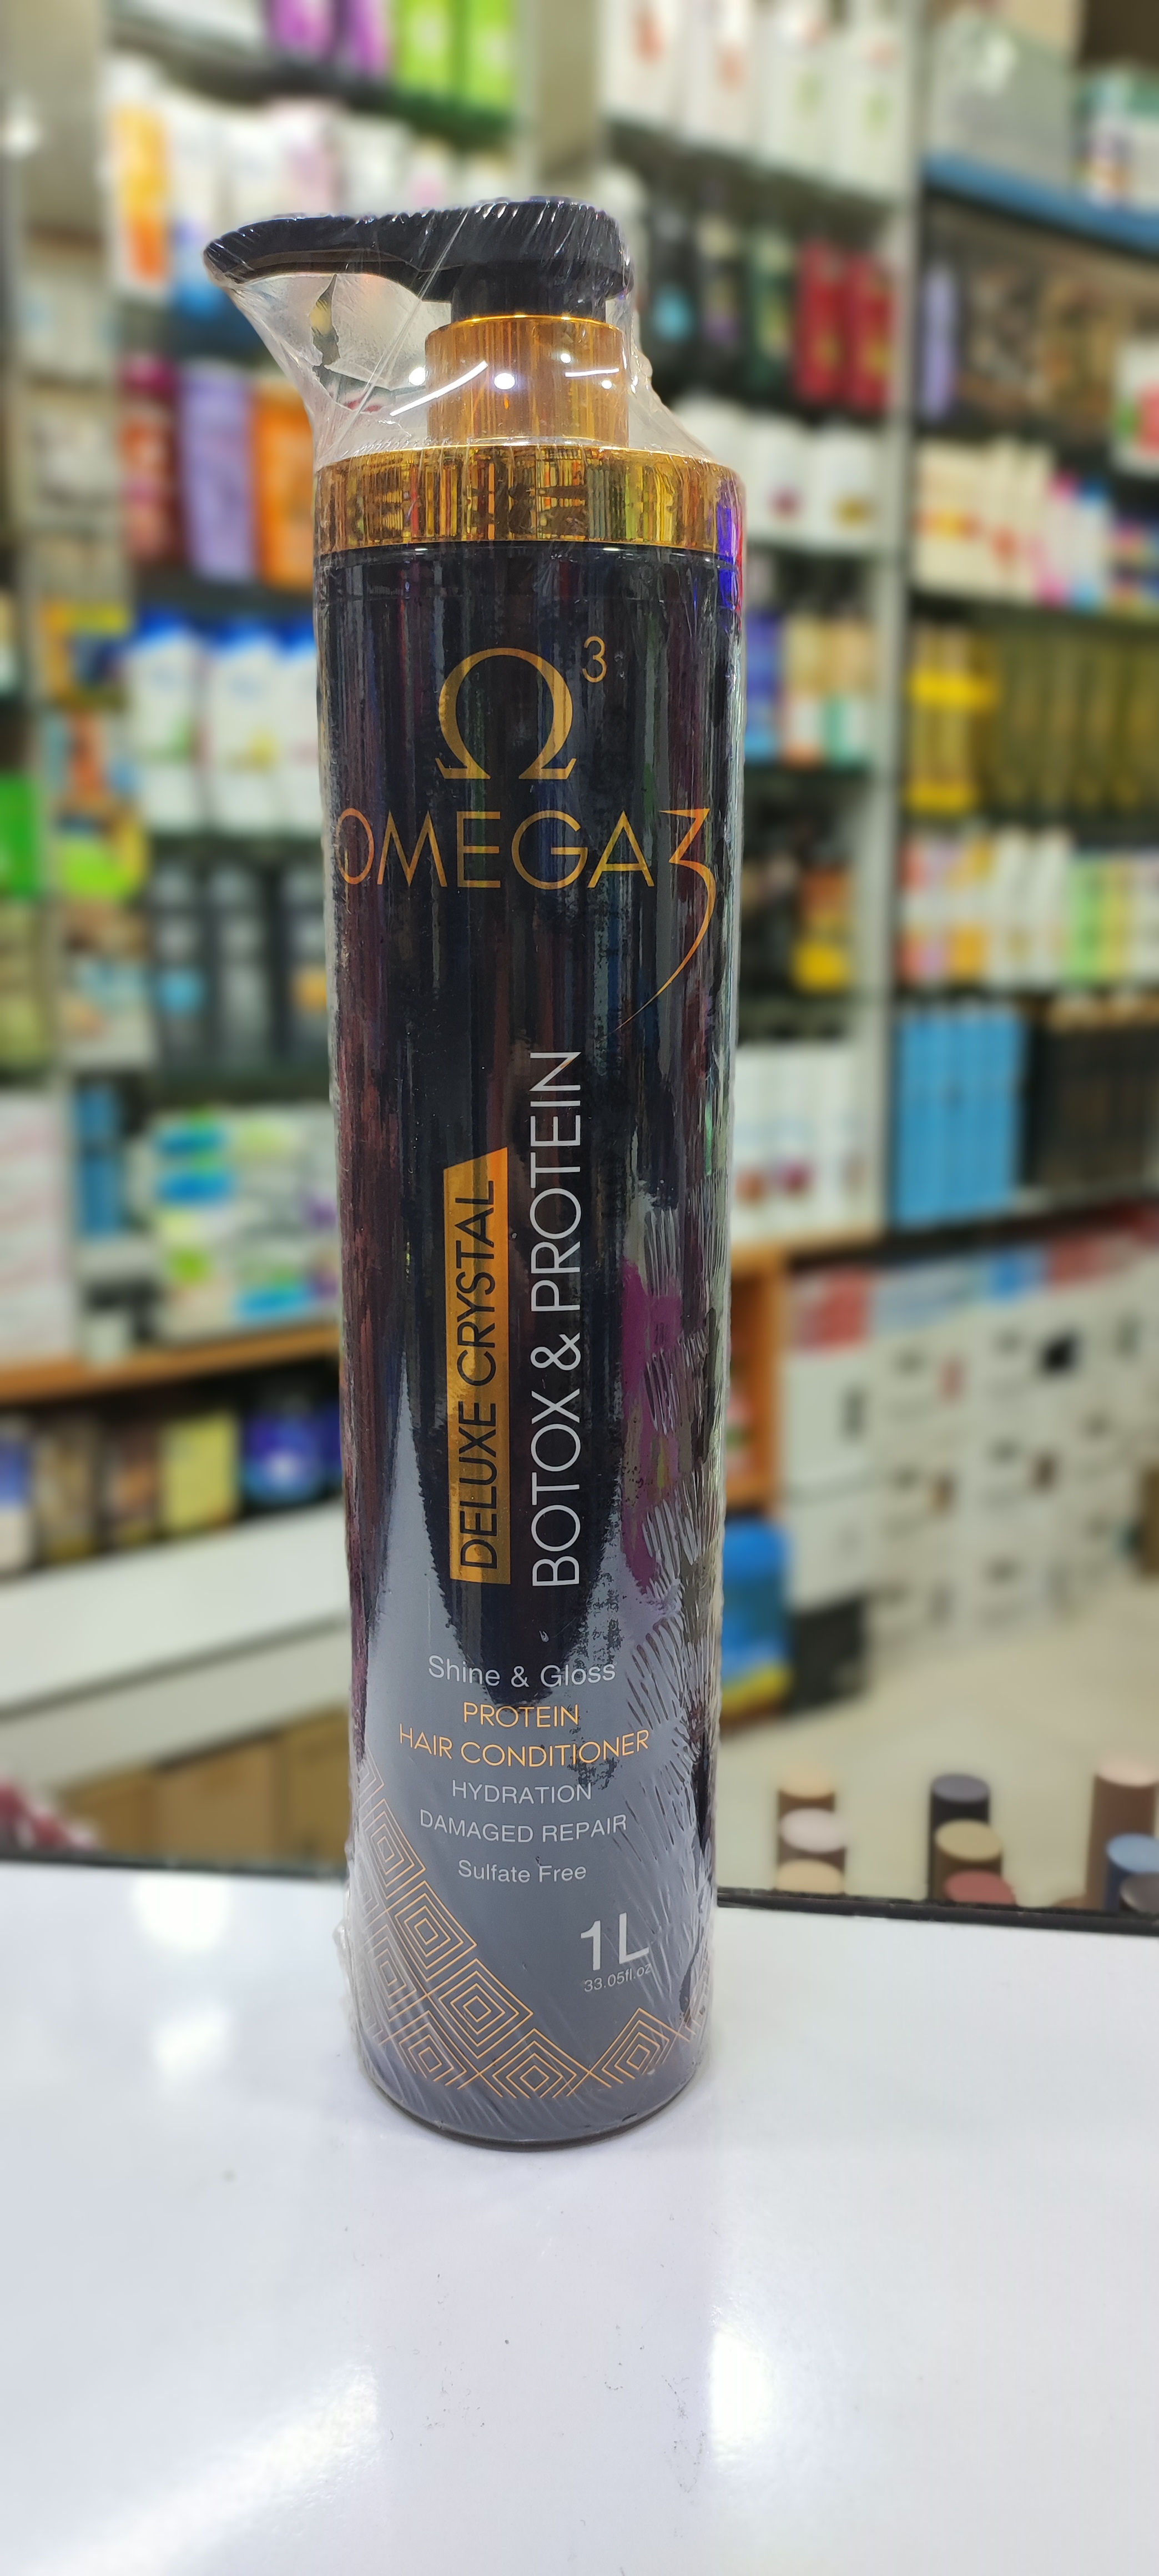 Ω3
OMEGA3
DELUXE CRYSTAL
BOTOX & PROTEIN
Shine & Gloss
PROTEIN
HAIR CONDITIONER
HYDRATION
DAMAGED REPAIR
Sulfate Free
1L
33.05fl.oz